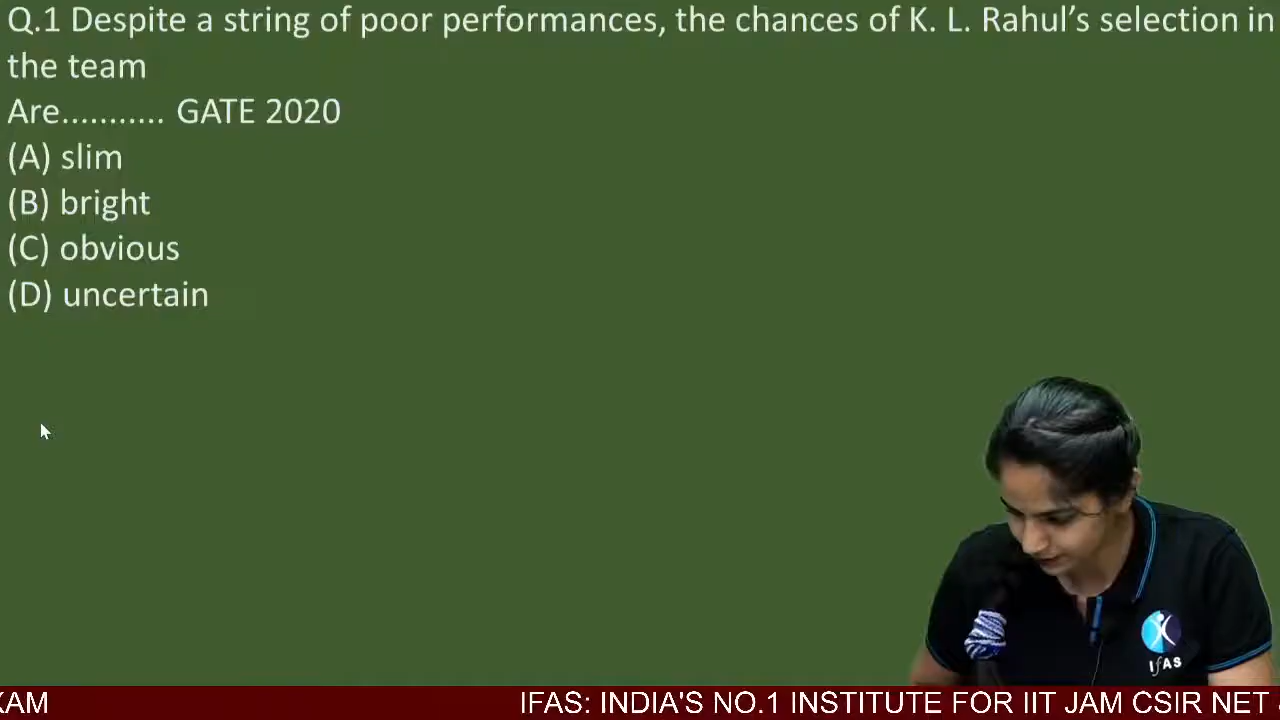 Q.1 Despite a string of poor performances, the chances of K. L. Rahul’s selection in
the team
Are........... GATE 2020
(A) slim
(B) bright
(C) obvious
(D) uncertain
IFAS
XAM IFAS: INDIA'S NO.1 INSTITUTE FOR IIT JAM CSIR NET